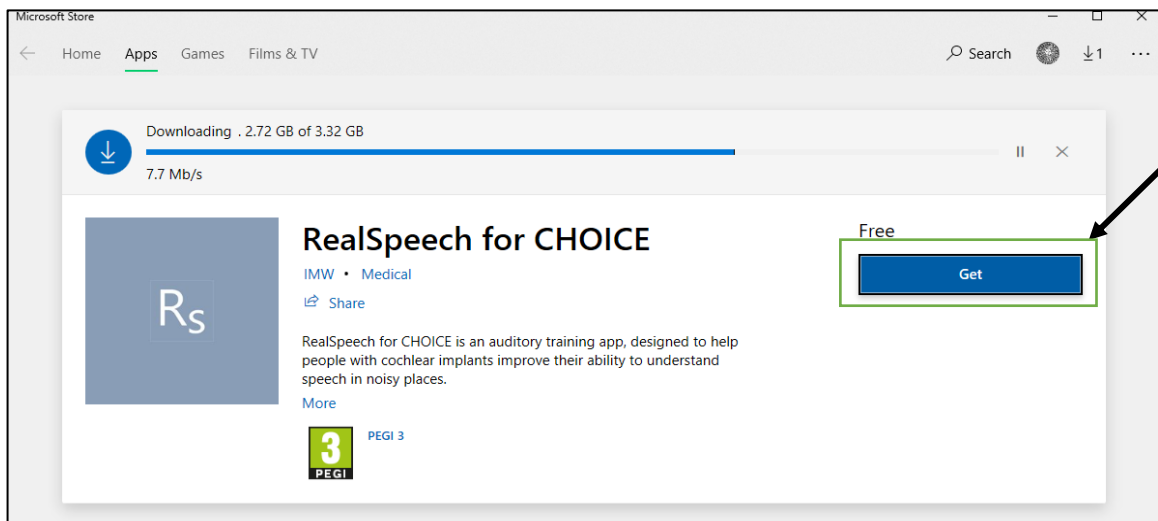 Microsoft Store
Home Apps Games Films & TV Search 1
Downloading . 2.72 GB of 3.32 GB
7.7 Mb/s
RealSpeech for CHOICE
Free
IMW • Medical
Get
Share
Rs
RealSpeech for CHOICE is an auditory training app, designed to help
people with cochlear implants improve their ability to understand
speech in noisy places.
More
3
PEGI
PEGI 3